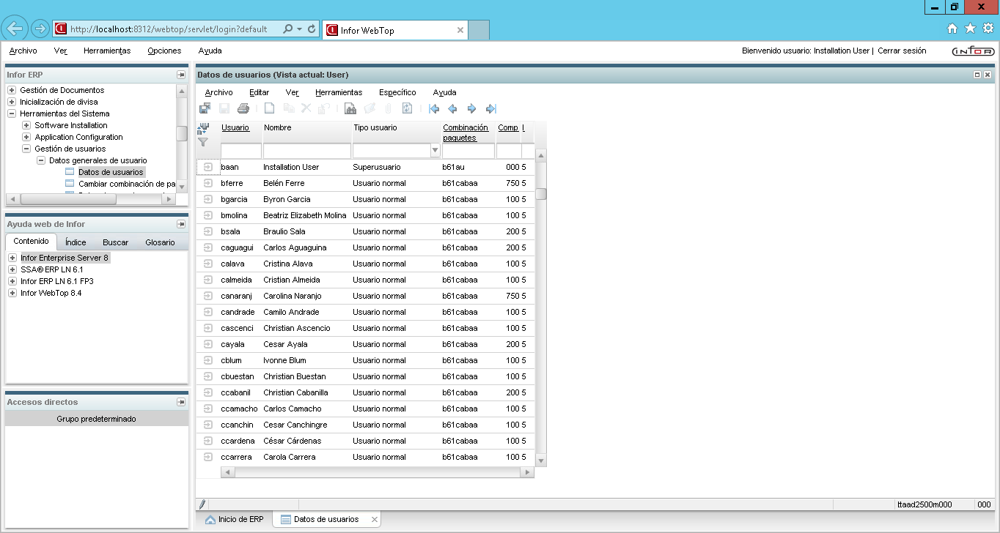 http://localhost:8312/webtop/servlet/login?default
Infor WebTop
Archivo Ver Herramientas Opciones Ayuda
Bienvenido usuario: Installation User | Cerrar sesión
infor
Infor ERP
Gestión de Documentos
Inicialización de divisa
Herramientas del Sistema
Software Installation
Application Configuration
Gestión de usuarios
Datos generales de usuario
Datos de usuarios
Cambiar combinación de pa
Ayuda web de Infor
Contenido Índice Buscar Glosario
Infor Enterprise Server 8
SSA® ERP LN 6.1
Infor ERP LN 6.1 FP3
Infor WebTop 8.4
Accesos directos
Grupo predeterminado
Datos de usuarios (Vista actual: User)
Archivo Editar Ver Herramientas Específico Ayuda
Usuario Nombre Tipo usuario Combinación paquetes Comp. I
baan Installation User Superusuario b61au 000 5
bferre Belén Ferre Usuario normal b61cabaa 750 5
bgarcia Byron Garcia Usuario normal b61cabaa 100 5
bmolina Beatriz Elizabeth Molina Usuario normal b61cabaa 100 5
bsala Braulio Sala Usuario normal b61cabaa 200 5
caguagui Carlos Aguaguina Usuario normal b61cabaa 200 5
calava Cristina Alava Usuario normal b61cabaa 100 5
calmeida Cristian Almeida Usuario normal b61cabaa 100 5
canaranj Carolina Naranjo Usuario normal b61cabaa 750 5
candrade Camilo Andrade Usuario normal b61cabaa 100 5
cascenci Christian Ascencio Usuario normal b61cabaa 100 5
cayala Cesar Ayala Usuario normal b61cabaa 200 5
cblum Ivonne Blum Usuario normal b61cabaa 100 5
cbuestan Christian Buestan Usuario normal b61cabaa 100 5
ccabanil Christian Cabanilla Usuario normal b61cabaa 200 5
ccamacho Carlos Camacho Usuario normal b61cabaa 100 5
ccanchin Cesar Canchingre Usuario normal b61cabaa 100 5
ccardena César Cárdenas Usuario normal b61cabaa 100 5
ccarrera Carola Carrera Usuario normal b61cabaa 100 5
ttaad2500m000 000
Inicio de ERP Datos de usuarios